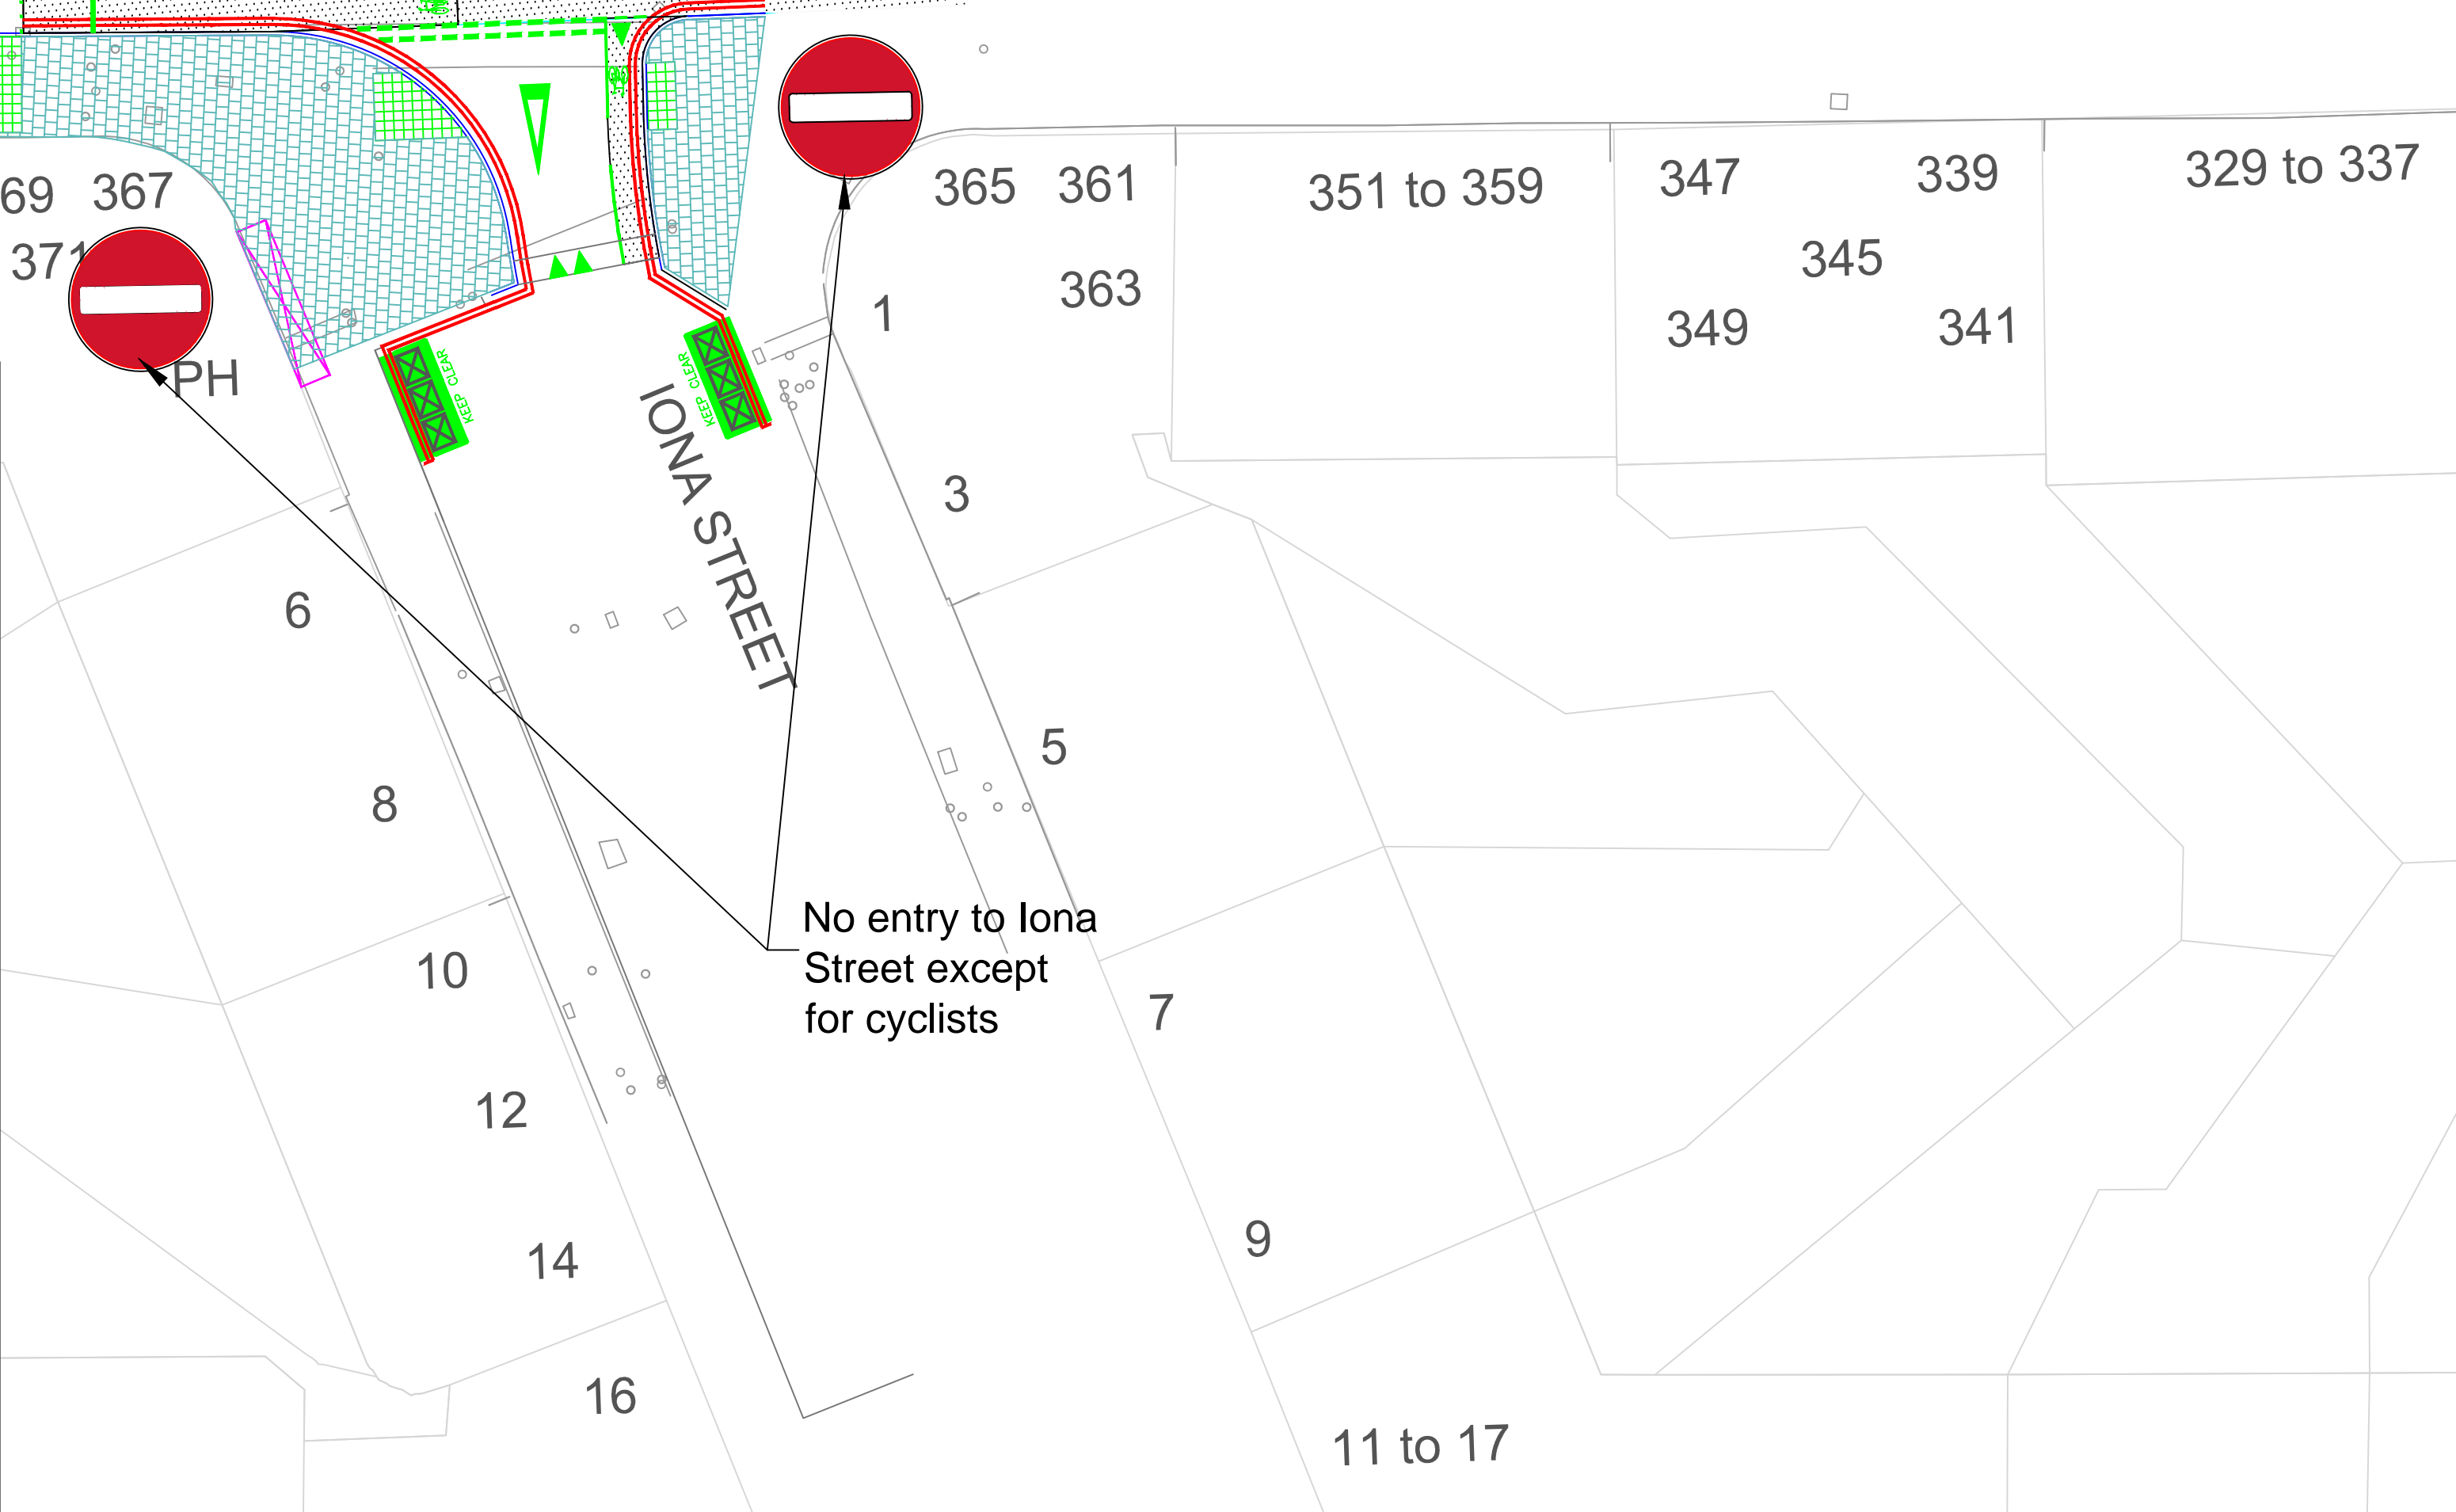 69 367
365 361
351 to 359
347
339
329 to 337
371
345
363
1
349
341
PH
KEEP CLEAR
KEEP CLEAR
IONA STREET
3
6
5
8
No entry to Iona
Street except
for cyclists
10
7
12
9
14
16
11 to 17